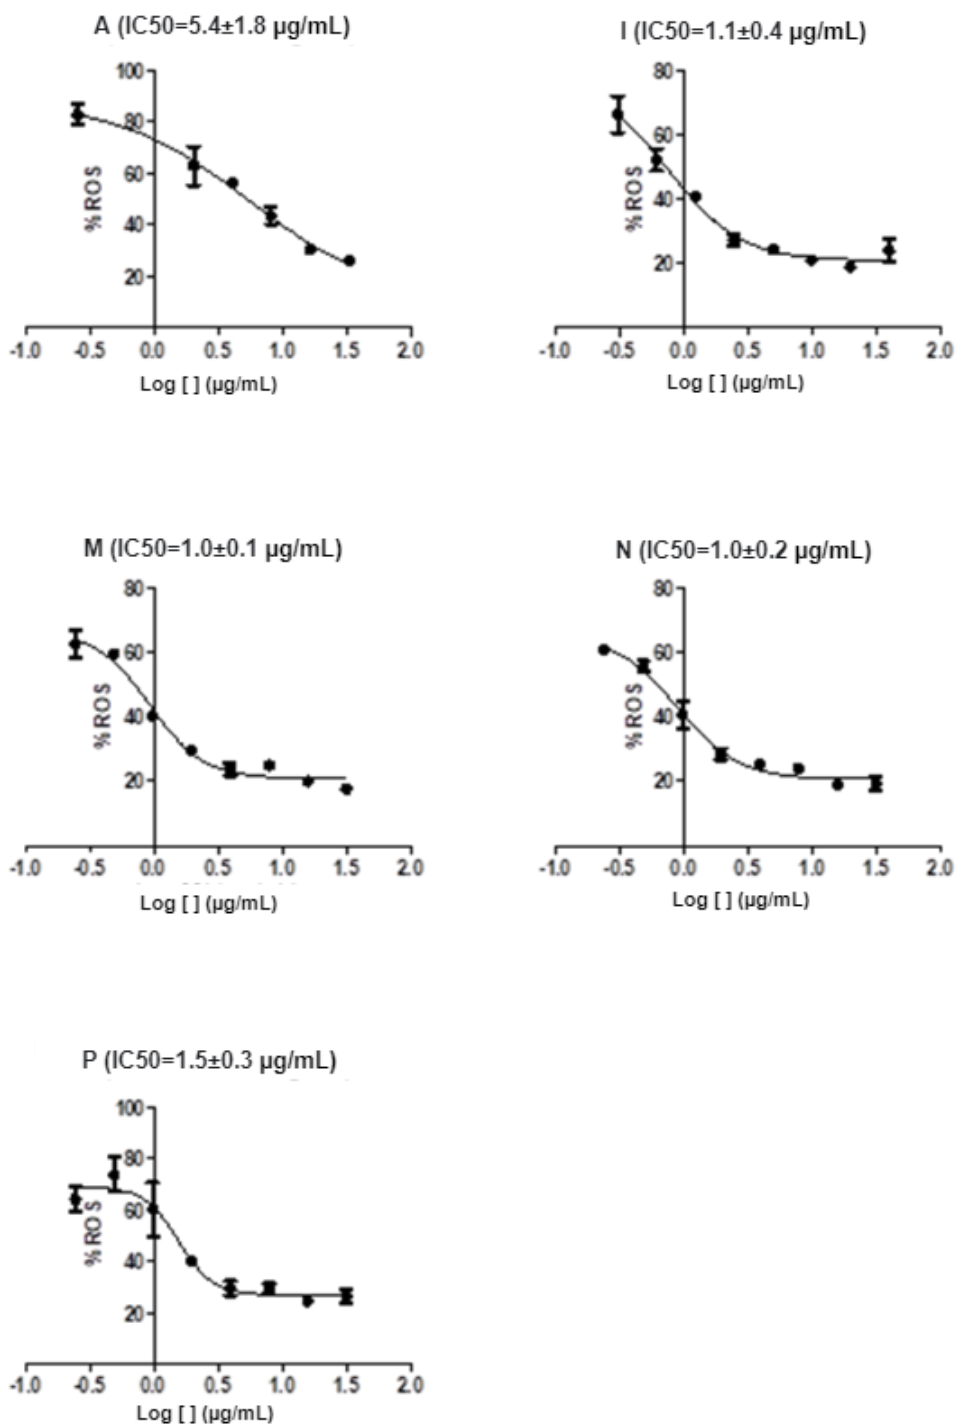 A (IC50=5.4±1.8 µg/mL)
100
80
60
40
20
% ROS
-1.0 -0.5 0.0 0.5 1.0 1.5 2.0
Log [ ] (µg/mL)
I (IC50=1.1±0.4 µg/mL)
80
60
40
20
% ROS
-1.0 -0.5 0.0 0.5 1.0 1.5 2.0
Log [ ] (µg/mL)
M (IC50=1.0±0.1 µg/mL)
80
60
40
20
% ROS
-1.0 -0.5 0.0 0.5 1.0 1.5 2.0
Log [ ] (µg/mL)
N (IC50=1.0±0.2 µg/mL)
80
60
40
20
% ROS
-1.0 -0.5 0.0 0.5 1.0 1.5 2.0
Log [ ] (µg/mL)
P (IC50=1.5±0.3 µg/mL)
100
80
60
40
20
% ROS
-1.0 -0.5 0.0 0.5 1.0 1.5 2.0
Log [ ] (µg/mL)